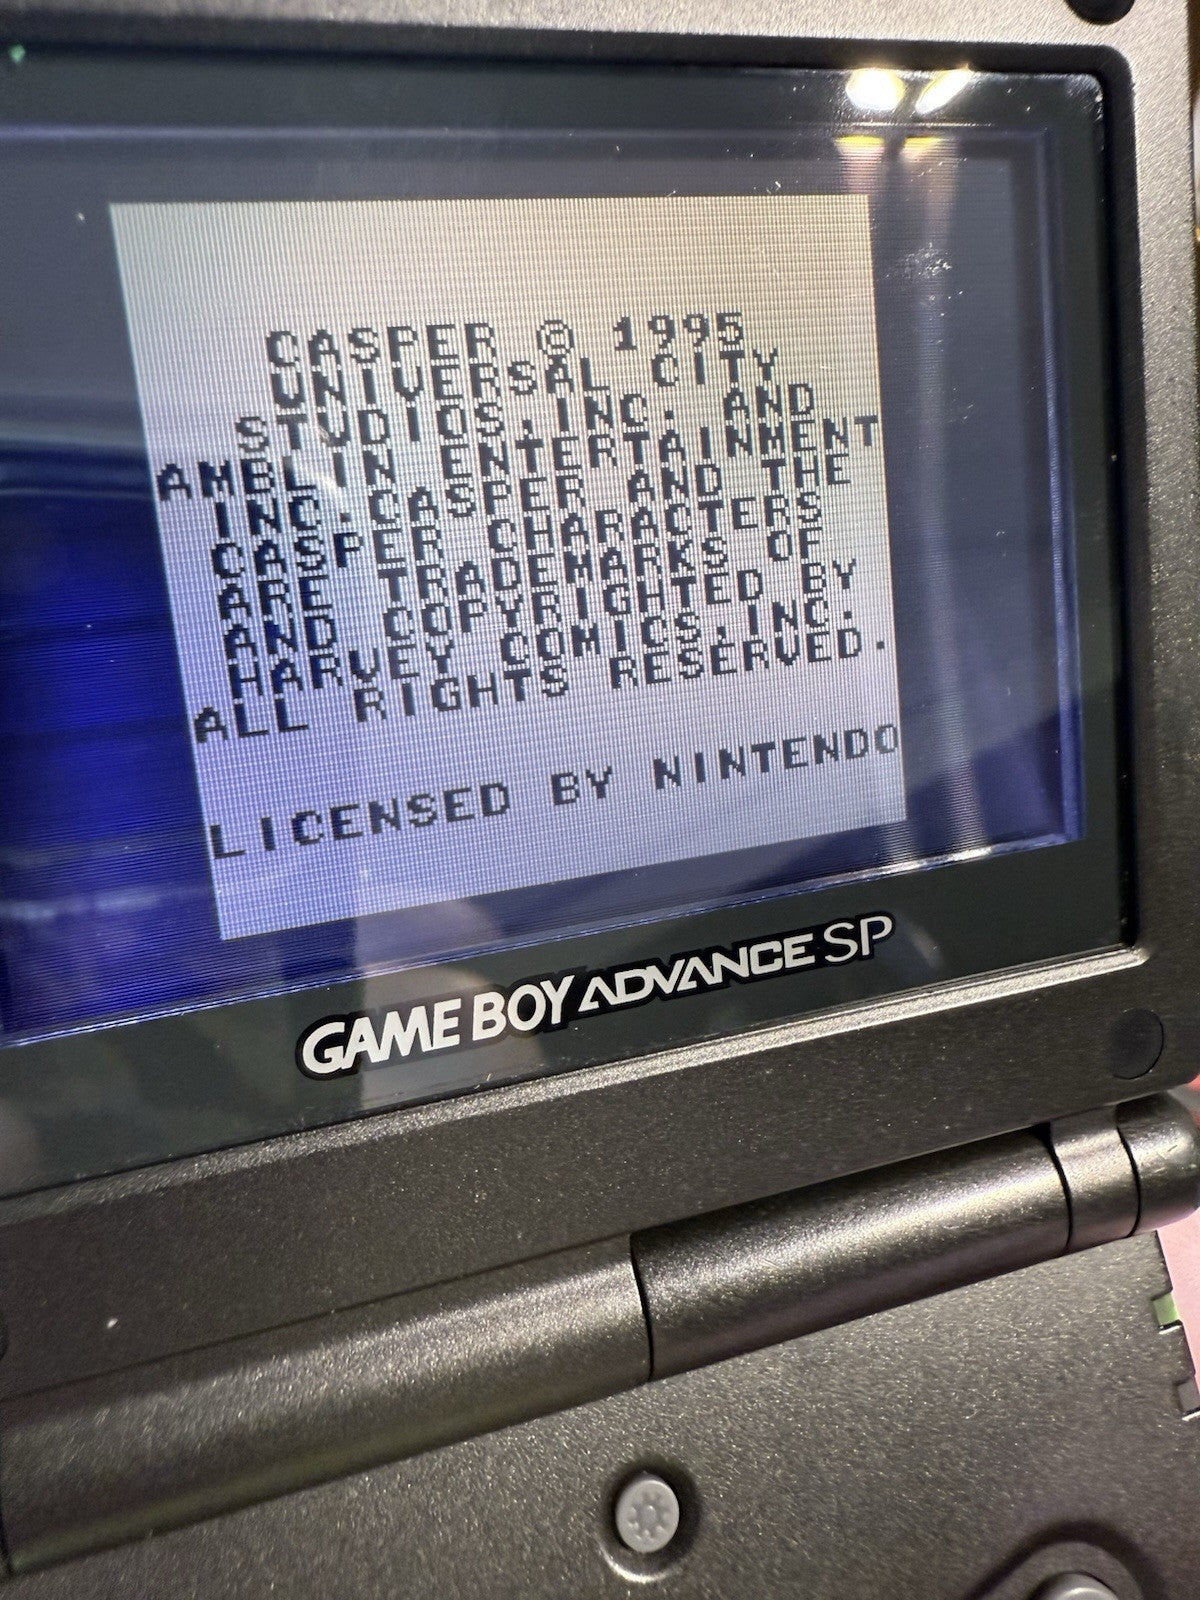 CASPER © 1995
UNIVERSAL CITY
STUDIOS,INC. AND
AMBLIN ENTERTAINMENT
INC.CASPER AND THE
CASPER CHARACTERS
ARE TRADEMARKS OF
AND COPYRIGHTED BY
HARVEY COMICS,INC.
ALL RIGHTS RESERVED.
LICENSED BY NINTENDO
GAME BOY ADVANCE SP